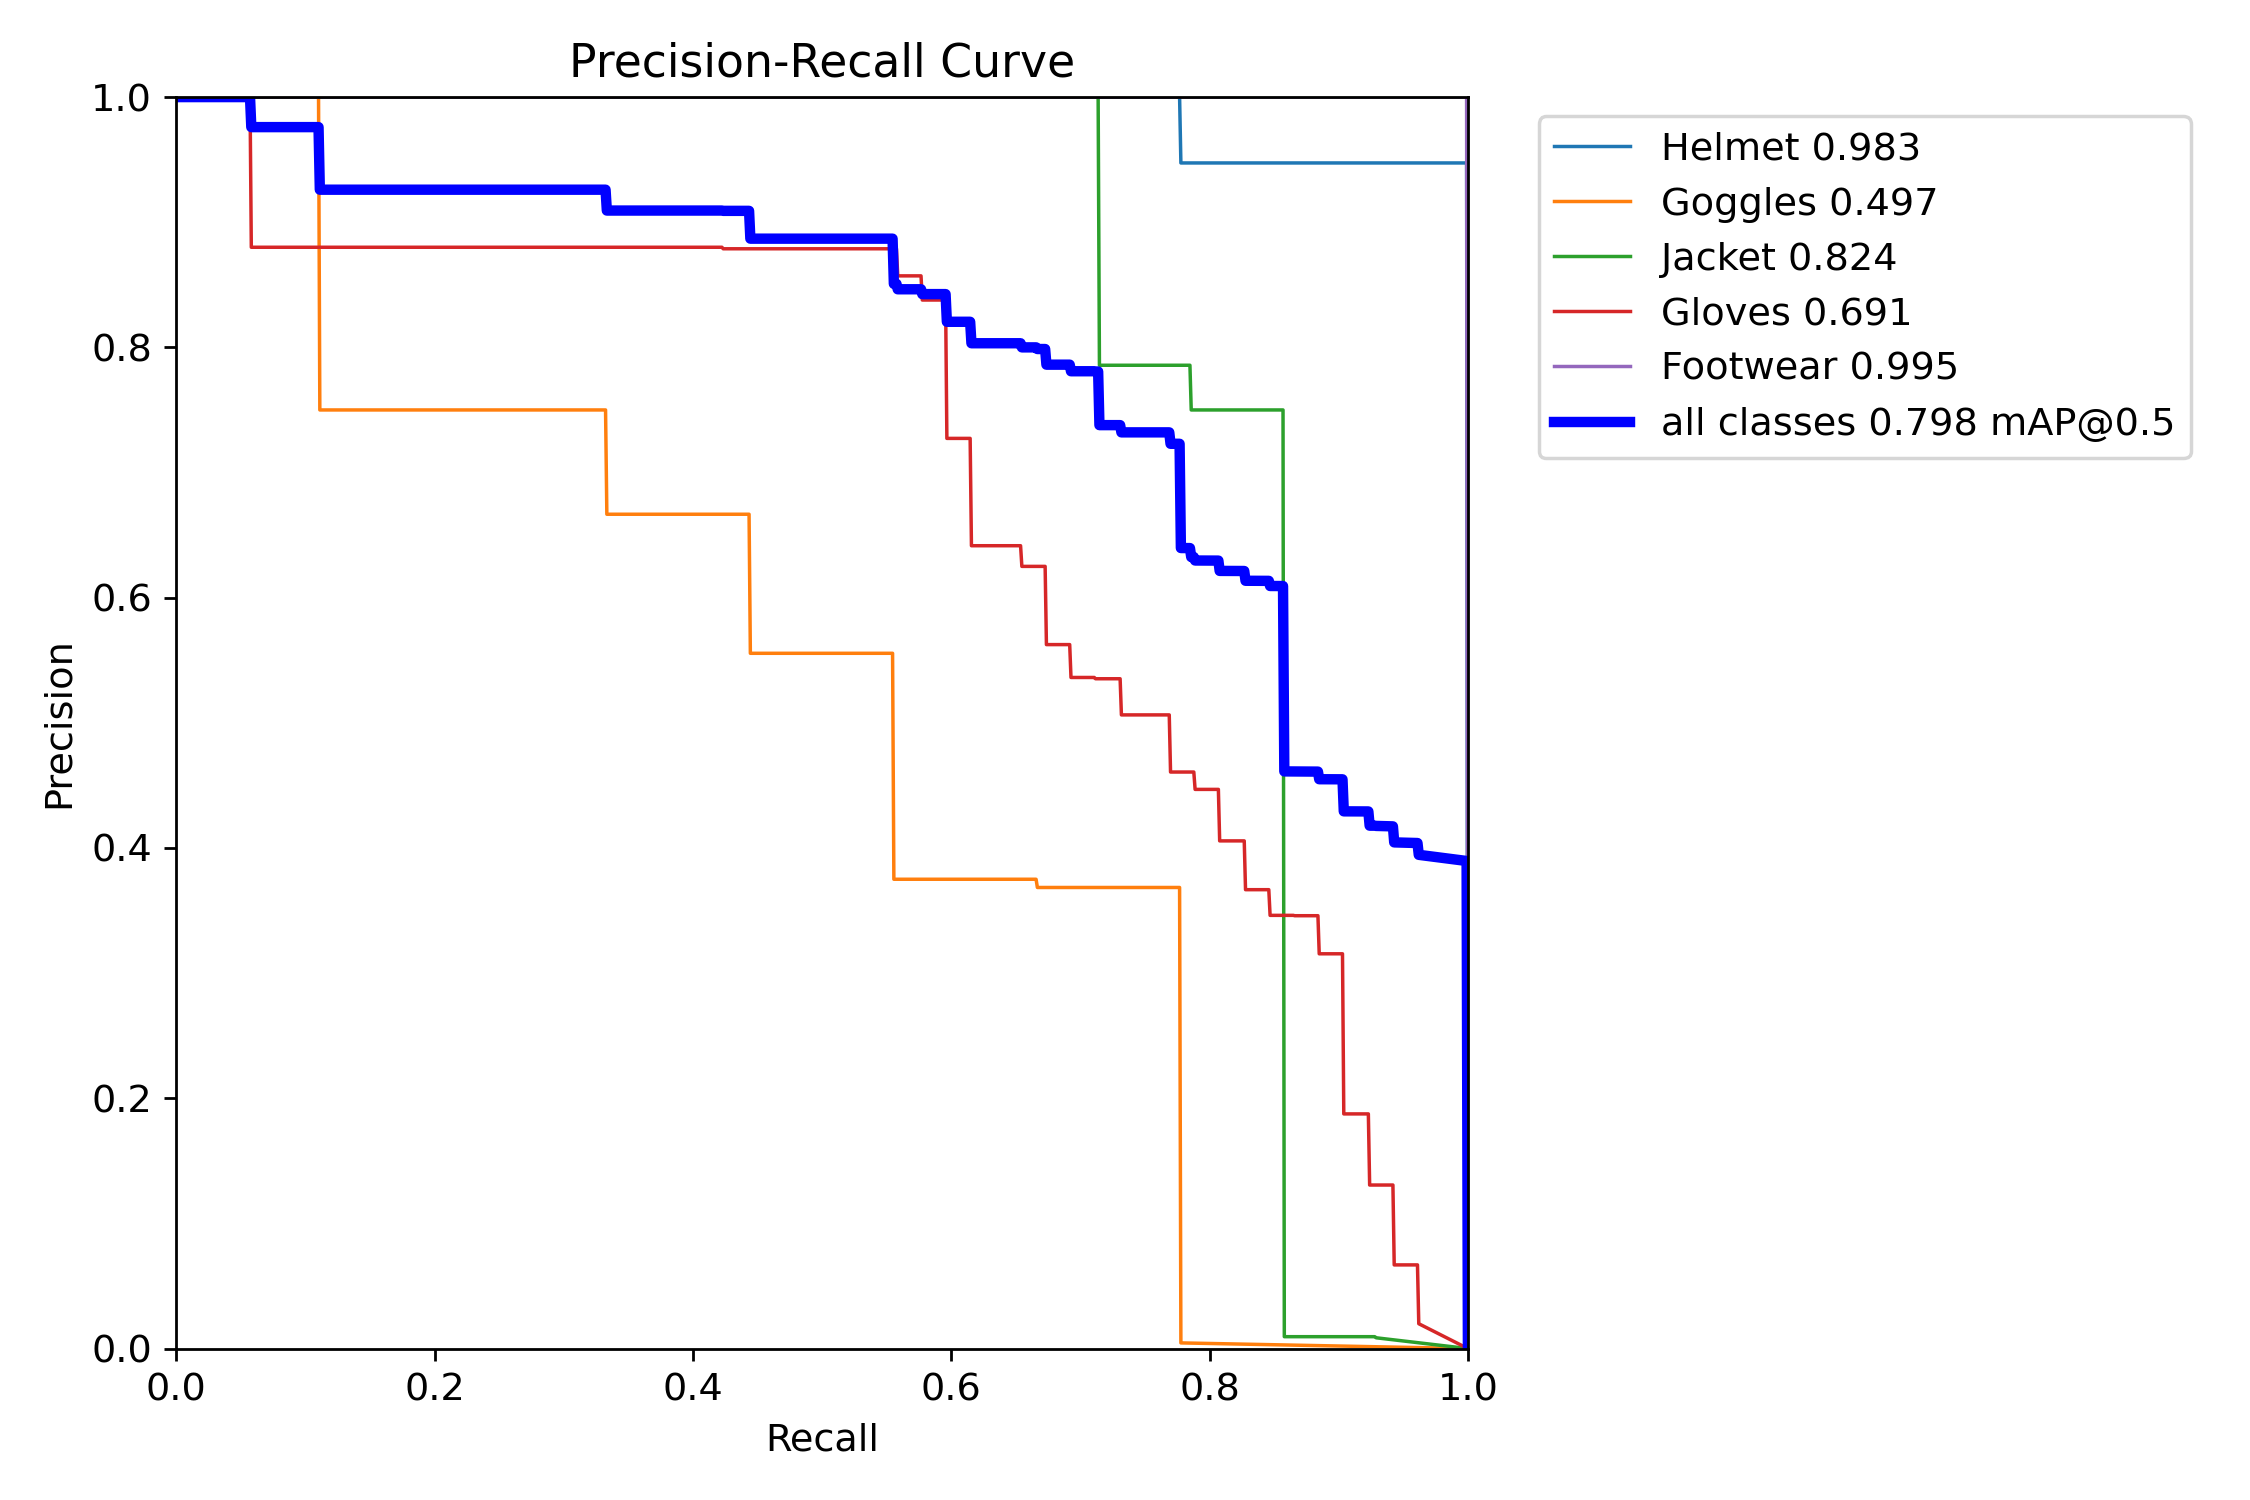 Precision-Recall Curve
1.0
0.8
0.6
0.4
0.2
0.0
Precision
0.0 0.2 0.4 0.6 0.8 1.0
Recall
Helmet 0.983
Goggles 0.497
Jacket 0.824
Gloves 0.691
Footwear 0.995
all classes 0.798 mAP@0.5